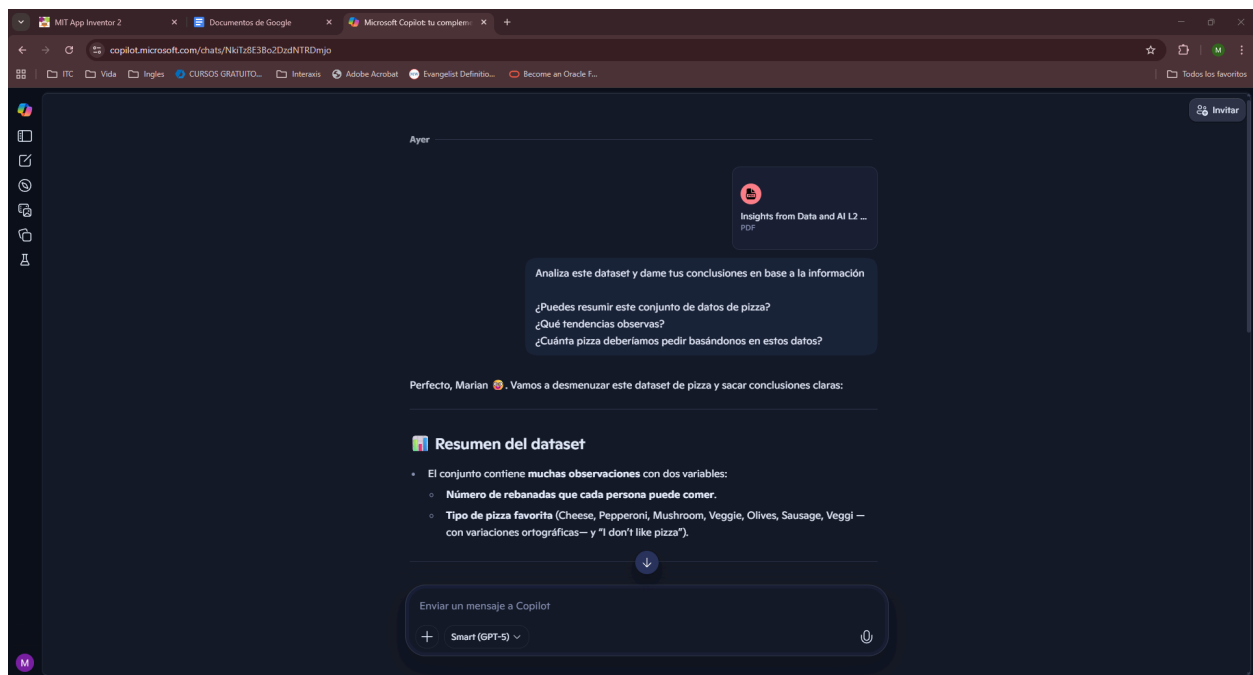 MIT App Inventor 2
Documentos de Google
Microsoft Copilot: tu compleme
copilot.microsoft.com/chats/NkiTz8E3Bo2DzdNTRDmjo
ITC
Vida
Ingles
CURSOS GRATUITO...
Interaxis
Adobe Acrobat
Evangelist Definitio...
Become an Oracle F...
Todos los favoritos
Invitar
Ayer
Insights from Data and AI L2 ...
PDF
Analiza este dataset y dame tus conclusiones en base a la información
¿Puedes resumir este conjunto de datos de pizza?
¿Qué tendencias observas?
¿Cuánta pizza deberíamos pedir basándonos en estos datos?
Perfecto, Marian 🍕. Vamos a desmenuzar este dataset de pizza y sacar conclusiones claras:
📊 Resumen del dataset
• El conjunto contiene muchas observaciones con dos variables:
◦ Número de rebanadas que cada persona puede comer.
◦ Tipo de pizza favorita (Cheese, Pepperoni, Mushroom, Veggie, Olives, Sausage, Veggi —
con variaciones ortográficas— y “I don’t like pizza”).
Enviar un mensaje a Copilot
Smart (GPT-5)
M
M